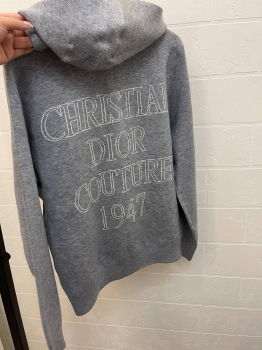 CHRISTIAN
DIOR
COUTURE
1947